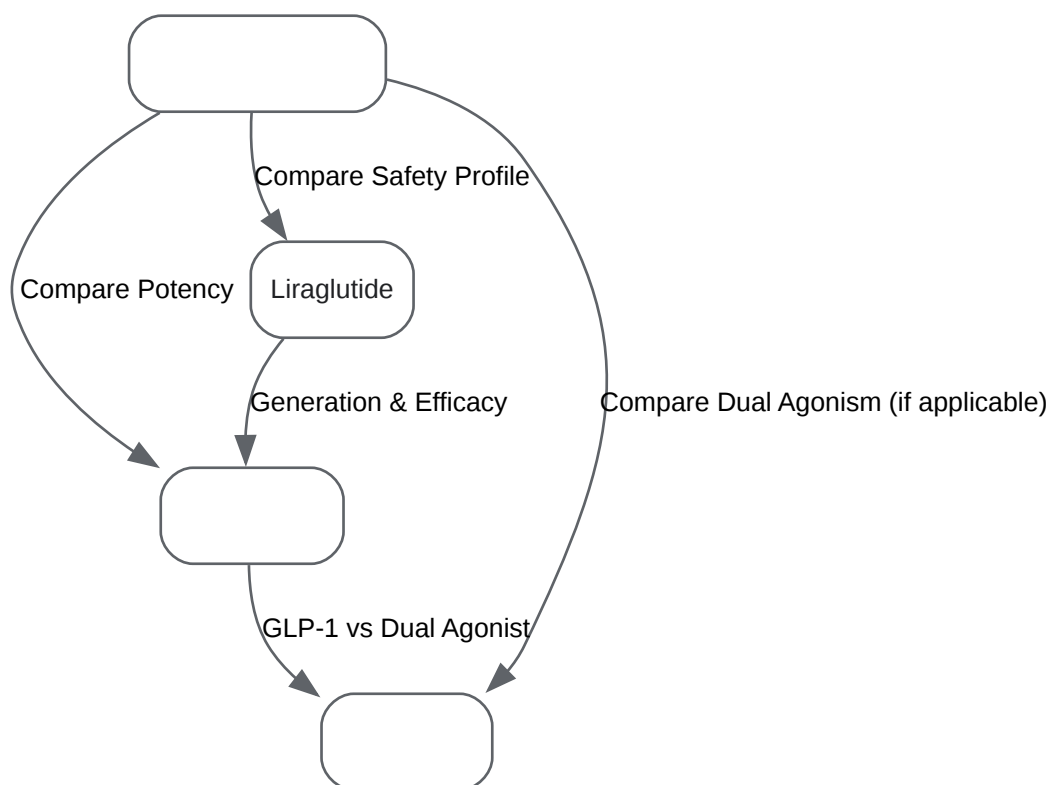 Compare Safety Profile
Compare Potency
Liraglutide
Generation & Efficacy
Compare Dual Agonism (if applicable)
GLP-1 vs Dual Agonist